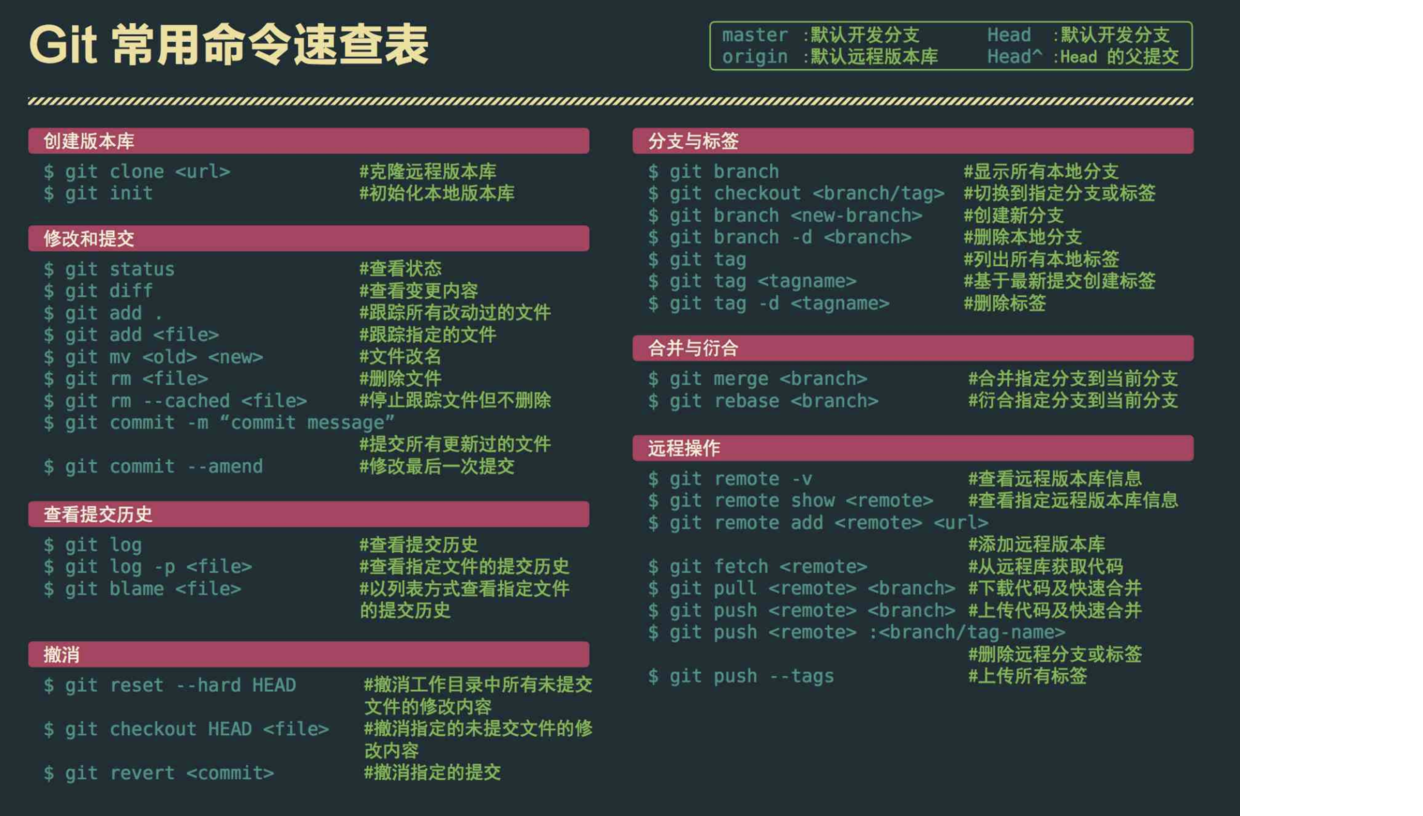 Git 常用命令速查表
master :默认开发分支 Head :默认开发分支
origin :默认远程版本库 Head^ :Head 的父提交
创建版本库
$ git clone <url> #克隆远程版本库
$ git init #初始化本地版本库
修改和提交
$ git status #查看状态
$ git diff #查看变更内容
$ git add . #跟踪所有改动过的文件
$ git add <file> #跟踪指定的文件
$ git mv <old> <new> #文件改名
$ git rm <file> #删除文件
$ git rm --cached <file> #停止跟踪文件但不删除
$ git commit -m “commit message”
#提交所有更新过的文件
$ git commit --amend #修改最后一次提交
查看提交历史
$ git log #查看提交历史
$ git log -p <file> #查看指定文件的提交历史
$ git blame <file> #以列表方式查看指定文件
的提交历史
撤消
$ git reset --hard HEAD #撤消工作目录中所有未提交
文件的修改内容
$ git checkout HEAD <file> #撤消指定的未提交文件的修
改内容
$ git revert <commit> #撤消指定的提交
分支与标签
$ git branch #显示所有本地分支
$ git checkout <branch/tag> #切换到指定分支或标签
$ git branch <new-branch> #创建新分支
$ git branch -d <branch> #删除本地分支
$ git tag #列出所有本地标签
$ git tag <tagname> #基于最新提交创建标签
$ git tag -d <tagname> #删除标签
合并与衍合
$ git merge <branch> #合并指定分支到当前分支
$ git rebase <branch> #衍合指定分支到当前分支
远程操作
$ git remote -v #查看远程版本库信息
$ git remote show <remote> #查看指定远程版本库信息
$ git remote add <remote> <url>
#添加远程版本库
$ git fetch <remote> #从远程库获取代码
$ git pull <remote> <branch> #下载代码及快速合并
$ git push <remote> <branch> #上传代码及快速合并
$ git push <remote> :<branch/tag-name>
#删除远程分支或标签
$ git push --tags #上传所有标签